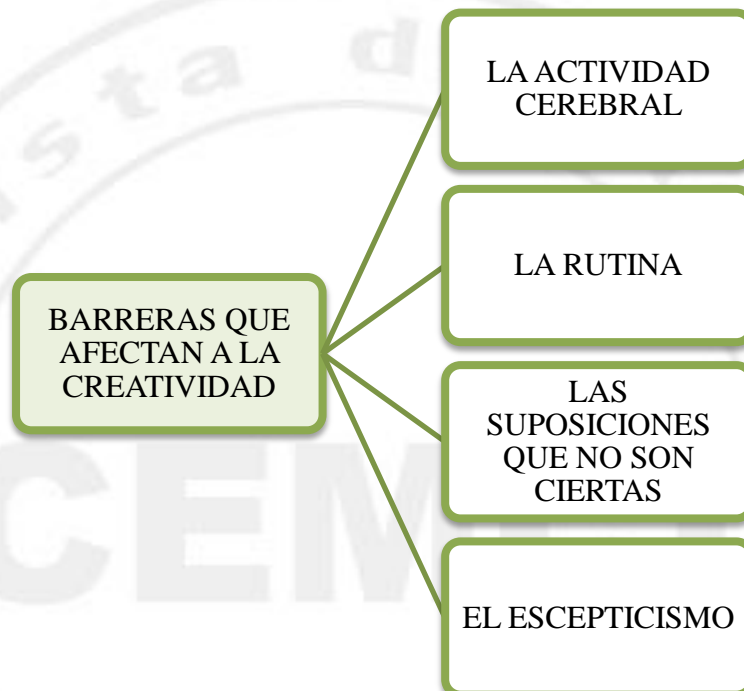 LA ACTIVIDAD
CEREBRAL
LA RUTINA
BARRERAS QUE
AFECTAN A LA
CREATIVIDAD
LAS
SUPOSICIONES
QUE NO SON
CIERTAS
EL ESCEPTICISMO